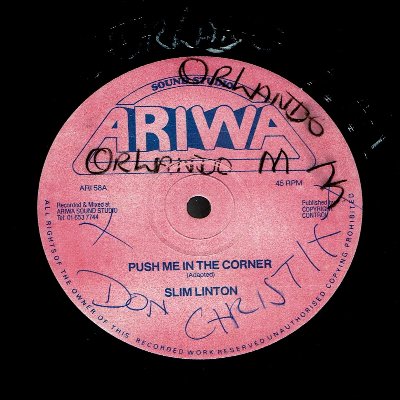 ORLANDO
SOUND STUDIO
ARIWA
ORLANDO M
ARI 58A
45 RPM
Recorded & Mixed at
ARIWA SOUND STUDIO
Tel: 01-653 7744
Published by
COPYRIGHT
CONTROL
X
PUSH ME IN THE CORNER
(Adapted)
SLIM LINTON
DON CHRISTIE
ALL RIGHTS OF THE OWNER OF THIS RECORDED WORK RESERVED UNAUTHORISED COPYING PROHIBITED